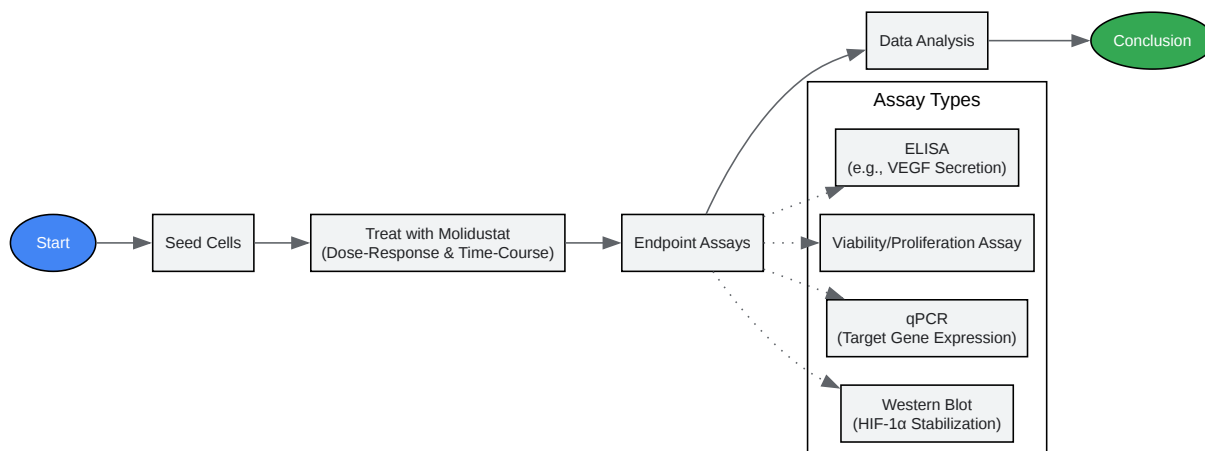 Start
Seed Cells
Treat with Molidustat
(Dose-Response & Time-Course)
Endpoint Assays
Data Analysis
Conclusion
Assay Types
ELISA
(e.g., VEGF Secretion)
Viability/Proliferation Assay
qPCR
(Target Gene Expression)
Western Blot
(HIF-1α Stabilization)